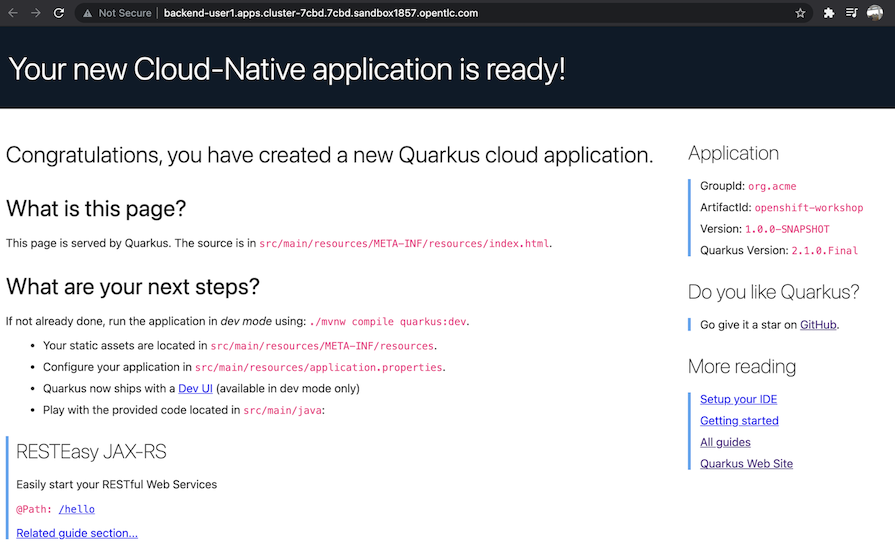 Not Secure | backend-user1.apps.cluster-7cbd.7cbd.sandbox1857.opentlc.com
Your new Cloud-Native application is ready!
Congratulations, you have created a new Quarkus cloud application.
What is this page?
This page is served by Quarkus. The source is in src/main/resources/META-INF/resources/index.html.
What are your next steps?
If not already done, run the application in dev mode using: ./mvnw compile quarkus:dev.
• Your static assets are located in src/main/resources/META-INF/resources.
• Configure your application in src/main/resources/application.properties.
• Quarkus now ships with a Dev UI (available in dev mode only)
• Play with the provided code located in src/main/java:
RESTEasy JAX-RS
Easily start your RESTful Web Services
@Path: /hello
Related guide section...
Application
GroupId: org.acme
ArtifactId: openshift-workshop
Version: 1.0.0-SNAPSHOT
Quarkus Version: 2.1.0.Final
Do you like Quarkus?
Go give it a star on GitHub.
More reading
Setup your IDE
Getting started
All guides
Quarkus Web Site